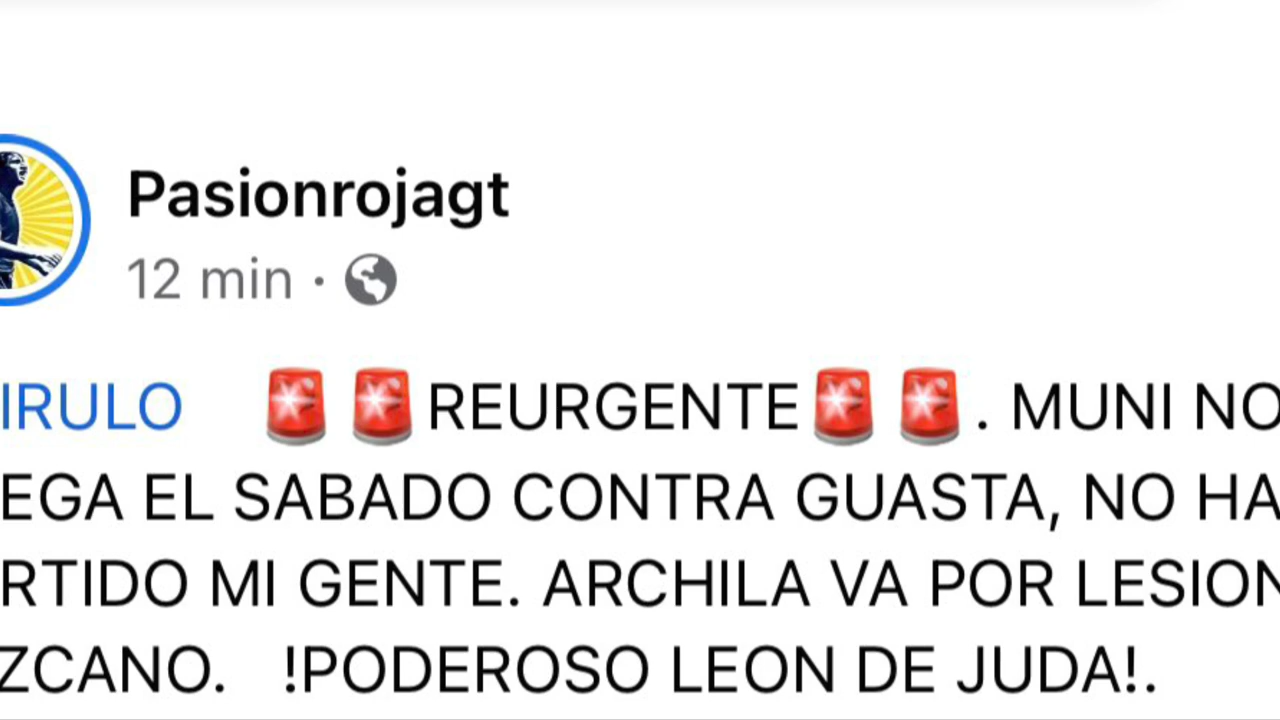 Pasionrojagt
12 min ·
IRULO 🚨🚨REURGENTE🚨🚨. MUNI NO
EGA EL SABADO CONTRA GUASTA, NO HA
RTIDO MI GENTE. ARCHILA VA POR LESION
ZCANO. !PODEROSO LEON DE JUDA!.